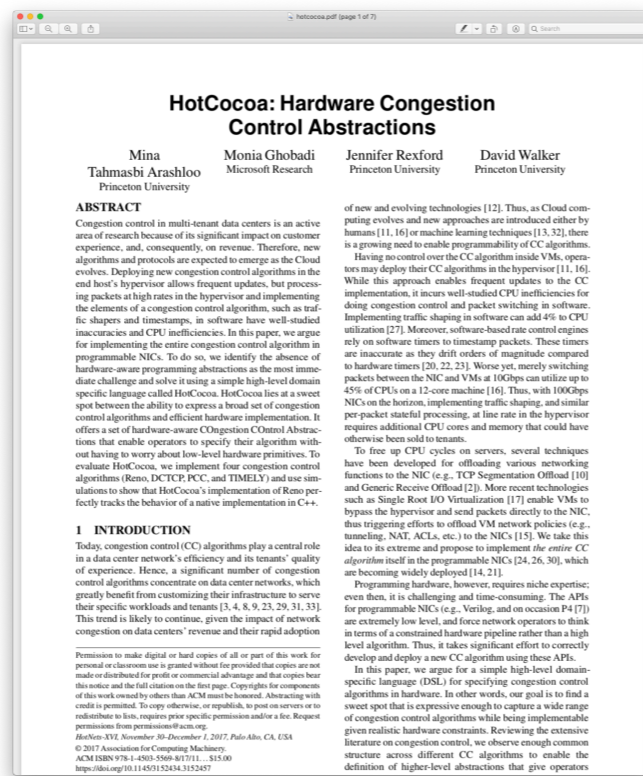 hotcocoa.pdf (page 1 of 7)
Search
HotCocoa: Hardware Congestion
Control Abstractions
Mina
Tahmasbi Arashloo
Princeton University
Monia Ghobadi
Microsoft Research
Jennifer Rexford
Princeton University
David Walker
Princeton University
ABSTRACT
Congestion control in multi-tenant data centers is an active
area of research because of its significant impact on customer
experience, and, consequently, on revenue. Therefore, new
algorithms and protocols are expected to emerge as the Cloud
evolves. Deploying new congestion control algorithms in the
end host's hypervisor allows frequent updates, but process-
ing packets at high rates in the hypervisor and implementing
the elements of a congestion control algorithm, such as traf-
fic shapers and timestamps, in software have well-studied
inaccuracies and CPU inefficiencies. In this paper, we argue
for implementing the entire congestion control algorithm in
programmable NICs. To do so, we identify the absence of
hardware-aware programming abstractions as the most imme-
diate challenge and solve it using a simple high-level domain
specific language called HotCocoa. HotCocoa lies at a sweet
spot between the ability to express a broad set of congestion
control algorithms and efficient hardware implementation. It
offers a set of hardware-aware COngestion COntrol Abstrac-
tions that enable operators to specify their algorithm with-
out having to worry about low-level hardware primitives. To
evaluate HotCocoa, we implement four congestion control
algorithms (Reno, DCTCP, PCC, and TIMELY) and use sim-
ulations to show that HotCocoa's implementation of Reno per-
fectly tracks the behavior of a native implementation in C++.
1 INTRODUCTION
Today, congestion control (CC) algorithms play a central role
in a data center network's efficiency and its tenants' quality
of experience. Hence, a significant number of congestion
control algorithms concentrate on data center networks, which
greatly benefit from customizing their infrastructure to serve
their specific workloads and tenants [3, 4, 8, 9, 23, 29, 31, 33].
This trend is likely to continue, given the impact of network
congestion on data centers' revenue and their rapid adoption
Permission to make digital or hard copies of all or part of this work for
personal or classroom use is granted without fee provided that copies are not
made or distributed for profit or commercial advantage and that copies bear
this notice and the full citation on the first page. Copyrights for components
of this work owned by others than ACM must be honored. Abstracting with
credit is permitted. To copy otherwise, or republish, to post on servers or to
redistribute to lists, requires prior specific permission and/or a fee. Request
permissions from permissions@acm.org.
HotNets-XVI, November 30–December 1, 2017, Palo Alto, CA, USA
© 2017 Association for Computing Machinery.
ACM ISBN 978-1-4503-5569-8/17/11...$15.00
https://doi.org/10.1145/3152434.3152457
of new and evolving technologies [12]. Thus, as Cloud com-
puting evolves and new approaches are introduced either by
humans [11, 16] or machine learning techniques [13, 32], there
is a growing need to enable programmability of CC algorithms.
Having no control over the CC algorithm inside VMs, opera-
tors may deploy their CC algorithms in the hypervisor [11, 16].
While this approach enables frequent updates to the CC
implementation, it incurs well-studied CPU inefficiencies for
doing congestion control and packet switching in software.
Implementing traffic shaping in software can add 4% to CPU
utilization [27]. Moreover, software-based rate control engines
rely on software timers to timestamp packets. These timers
are inaccurate as they drift orders of magnitude compared
to hardware timers [20, 22, 23]. Worse yet, merely switching
packets between the NIC and VMs at 10Gbps can utilize up to
45% of CPUs on a 12-core machine [16]. Thus, with 100Gbps
NICs on the horizon, implementing traffic shaping, and similar
per-packet stateful processing, at line rate in the hypervisor
requires additional CPU cores and memory that could have
otherwise been sold to tenants.
To free up CPU cycles on servers, several techniques
have been developed for offloading various networking
functions to the NIC (e.g., TCP Segmentation Offload [10]
and Generic Receive Offload [2]). More recent technologies
such as Single Root I/O Virtualization [17] enable VMs to
bypass the hypervisor and send packets directly to the NIC,
thus triggering efforts to offload VM network policies (e.g.,
tunneling, NAT, ACLs, etc.) to the NICs [15]. We take this
idea to its extreme and propose to implement the entire CC
algorithm itself in the programmable NICs [24, 26, 30], which
are becoming widely deployed [14, 21].
Programming hardware, however, requires niche expertise;
even then, it is challenging and time-consuming. The APIs
for programmable NICs (e.g., Verilog, and on occasion P4 [7])
are extremely low level, and force network operators to think
in terms of a constrained hardware pipeline rather than a high
level algorithm. Thus, it takes significant effort to correctly
develop and deploy a new CC algorithm using these APIs.
In this paper, we argue for a simple high-level domain-
specific language (DSL) for specifying congestion control
algorithms in hardware. In other words, our goal is to find a
sweet spot that is expressive enough to capture a wide range
of congestion control algorithms while being implementable
given realistic hardware constraints. Reviewing the extensive
literature on congestion control, we observe enough common
structure across different CC algorithms to enable the
definition of higher-level abstractions that give operators